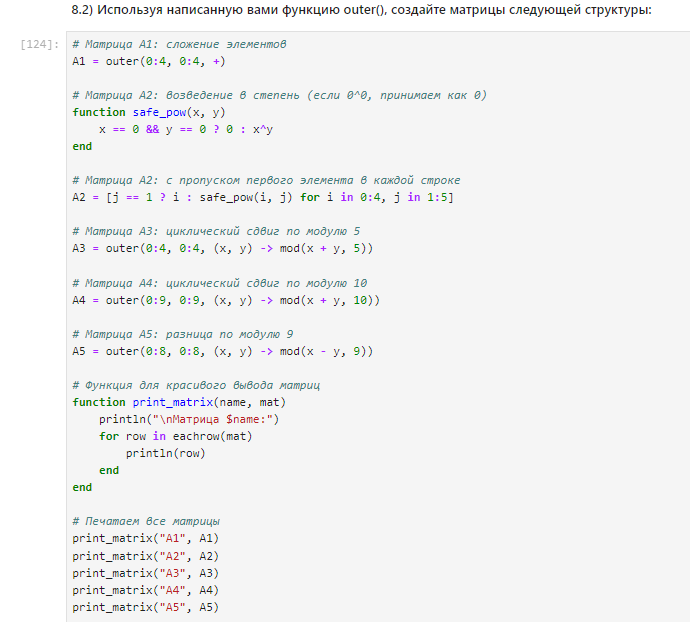 8.2) Используя написанную вами функцию outer(), создайте матрицы следующей структуры:
[124]:
# Матрица A1: сложение элементов
A1 = outer(0:4, 0:4, +)
# Матрица A2: возведение в степень (если 0^0, принимаем как 0)
function safe_pow(x, y)
    x == 0 && y == 0 ? 0 : x^y
end
# Матрица A2: с пропуском первого элемента в каждой строке
A2 = [j == 1 ? i : safe_pow(i, j) for i in 0:4, j in 1:5]
# Матрица A3: циклический сдвиг по модулю 5
A3 = outer(0:4, 0:4, (x, y) -> mod(x + y, 5))
# Матрица A4: циклический сдвиг по модулю 10
A4 = outer(0:9, 0:9, (x, y) -> mod(x + y, 10))
# Матрица A5: разница по модулю 9
A5 = outer(0:8, 0:8, (x, y) -> mod(x - y, 9))
# Функция для красивого вывода матриц
function print_matrix(name, mat)
    println("\nМатрица $name:")
    for row in eachrow(mat)
        println(row)
    end
end
# Печатаем все матрицы
print_matrix("A1", A1)
print_matrix("A2", A2)
print_matrix("A3", A3)
print_matrix("A4", A4)
print_matrix("A5", A5)